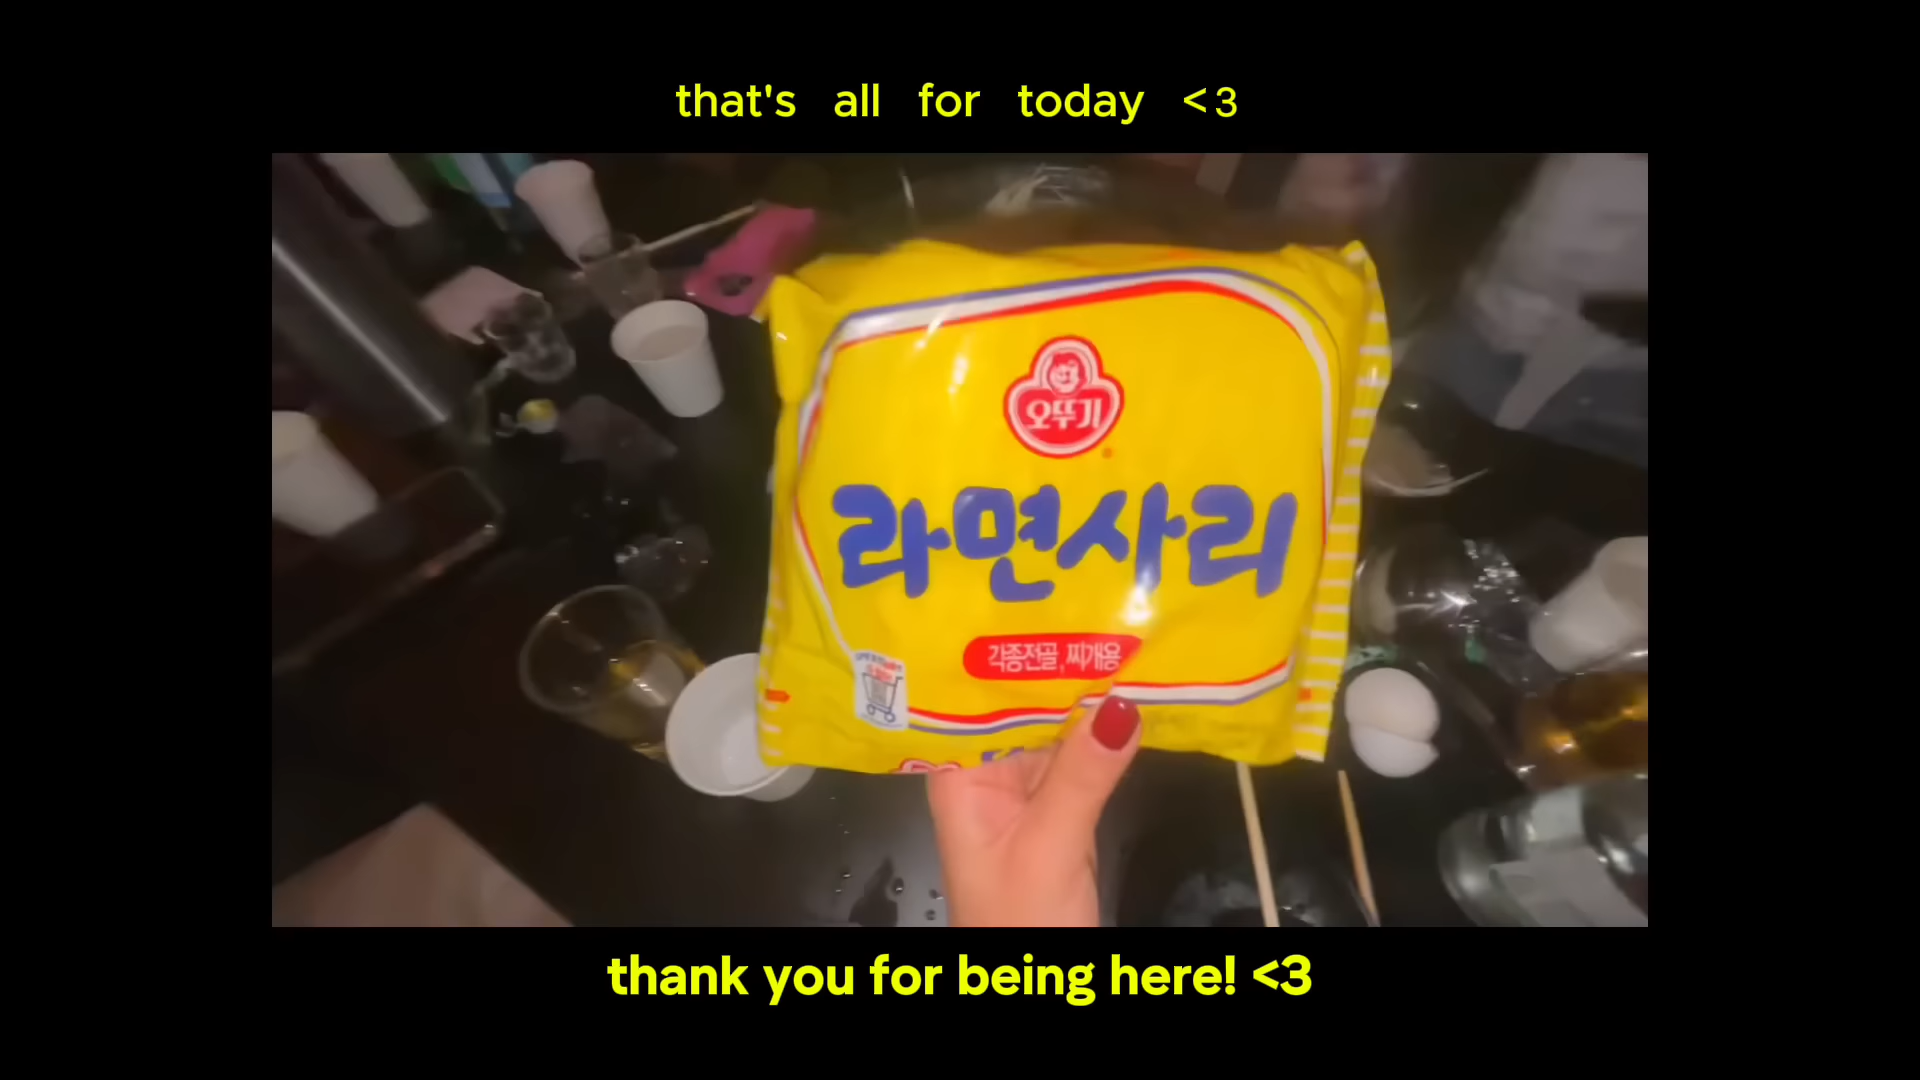 that's all for today <3
오뚜기
라면사리
각종전골, 찌개용
thank you for being here! <3